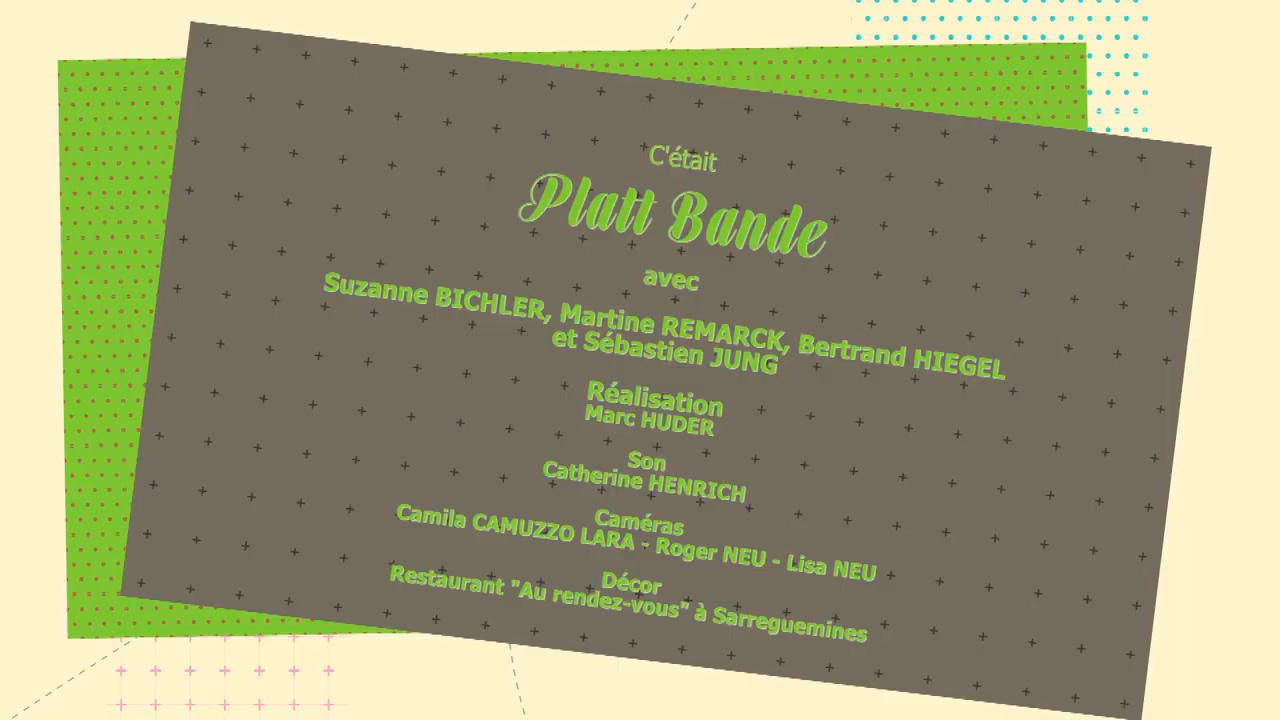 C'était
Platt Bande
avec
Suzanne BICHLER, Martine REMARCK, Bertrand HIEGEL
et Sébastien JUNG
Réalisation
Marc HUDER
Son
Catherine HENRICH
Caméras
Camila CAMUZZO LARA - Roger NEU - Lisa NEU
Décor
Restaurant "Au rendez-vous" à Sarreguemines